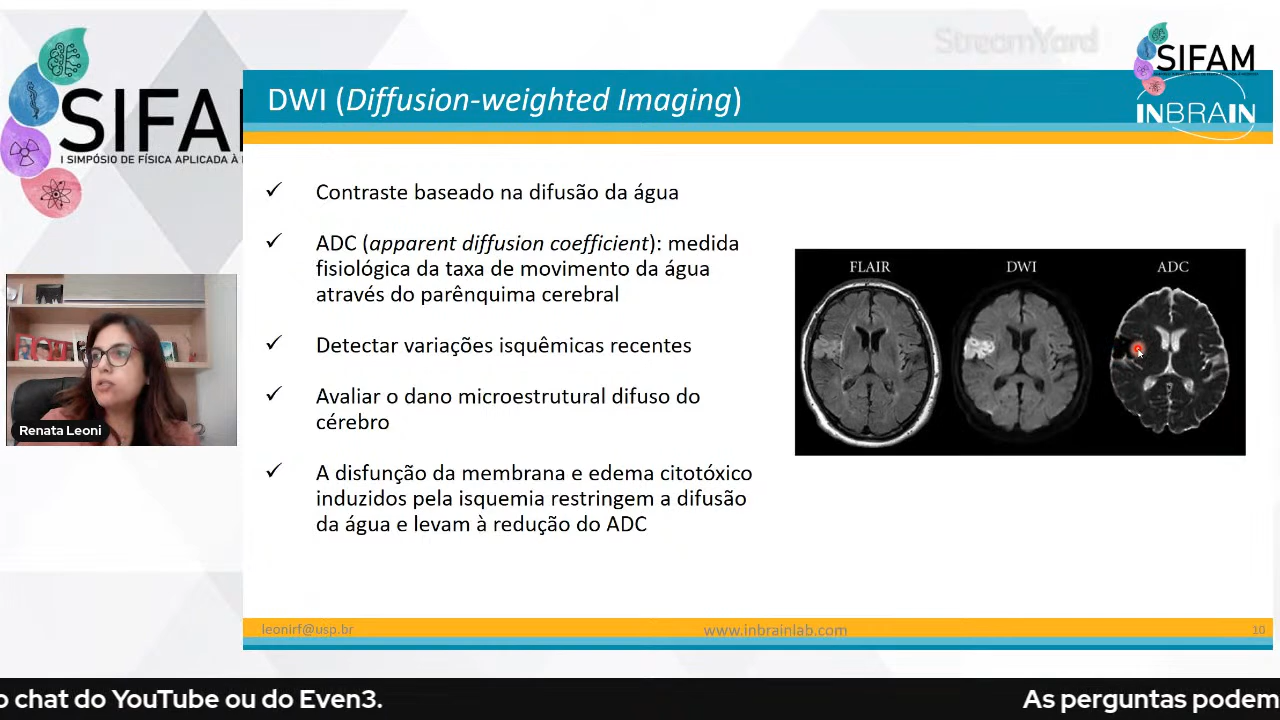 StreamYard
SIFAM
INBRAIN
SIFA
I SIMPÓSIO DE FÍSICA APLICADA À
DWI (Diffusion-weighted Imaging)
✓ Contraste baseado na difusão da água
✓ ADC (apparent diffusion coefficient): medida
fisiológica da taxa de movimento da água
através do parênquima cerebral
✓ Detectar variações isquêmicas recentes
✓ Avaliar o dano microestrutural difuso do
cérebro
✓ A disfunção da membrana e edema citotóxico
induzidos pela isquemia restringem a difusão
da água e levam à redução do ADC
FLAIR DWI ADC
Renata Leoni
leonirf@usp.br www.inbrainlab.com 10
o chat do YouTube ou do Even3. As perguntas podem